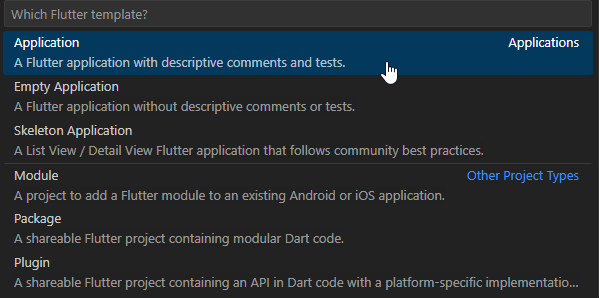 Which Flutter template?
Application Applications
A Flutter application with descriptive comments and tests.
Empty Application
A Flutter application without descriptive comments or tests.
Skeleton Application
A List View / Detail View Flutter application that follows community best practices.
Module Other Project Types
A project to add a Flutter module to an existing Android or iOS application.
Package
A shareable Flutter project containing modular Dart code.
Plugin
A shareable Flutter project containing an API in Dart code with a platform-specific implementatio...